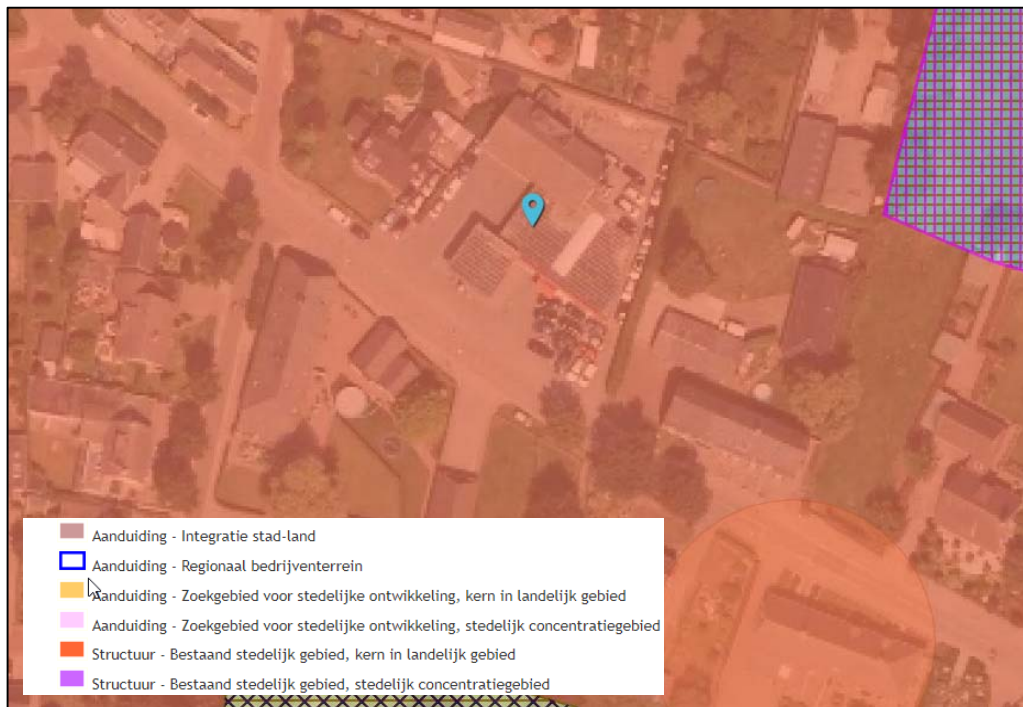 Aanduiding - Integratie stad-land
Aanduiding - Regionaal bedrijventerrein
Aanduiding - Zoekgebied voor stedelijke ontwikkeling, kern in landelijk gebied
Aanduiding - Zoekgebied voor stedelijke ontwikkeling, stedelijk concentratiegebied
Structuur - Bestaand stedelijk gebied, kern in landelijk gebied
Structuur - Bestaand stedelijk gebied, stedelijk concentratiegebied